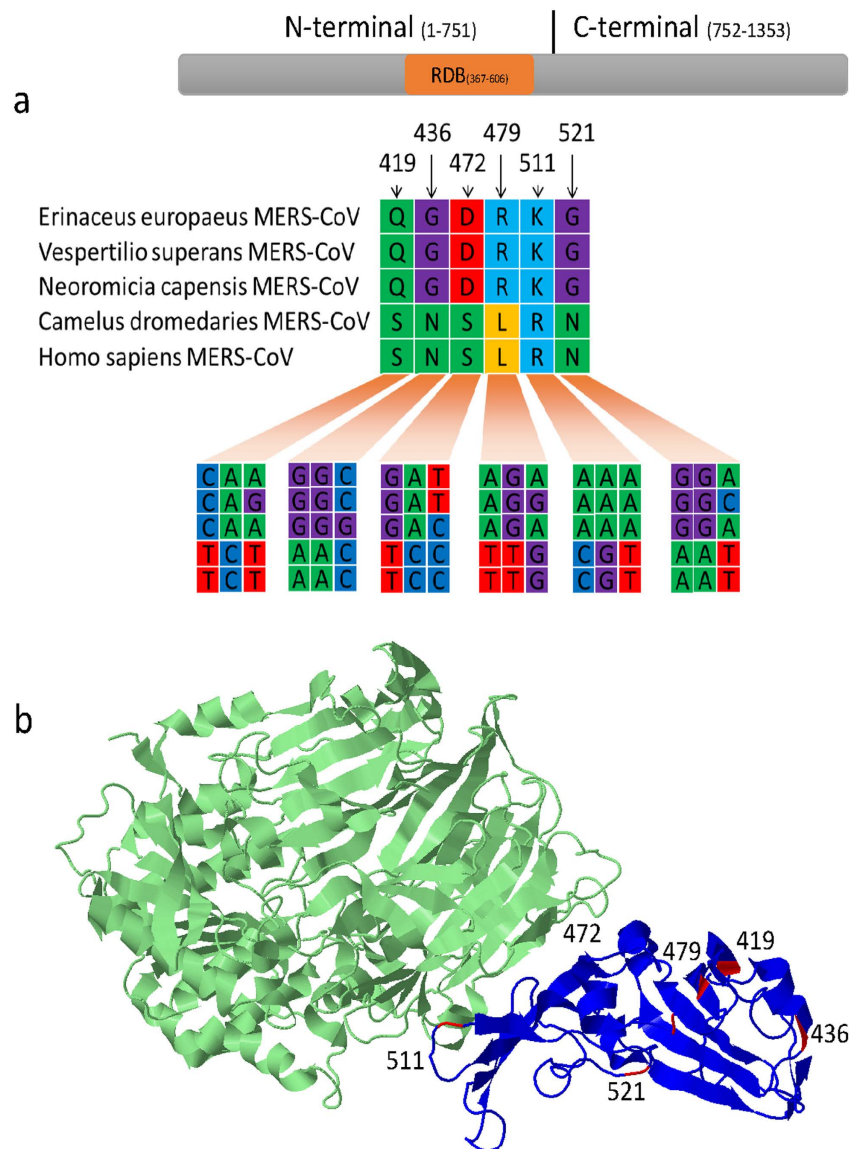 N-terminal (1-751) C-terminal (752-1353)
RDB(367-606)
a
436 479 521
419 472 511
Erinaceus europaeus MERS-CoV Q G D R K G
Vespertilio superans MERS-CoV Q G D R K G
Neoromicia capensis MERS-CoV Q G D R K G
Camelus dromedaries MERS-CoV S N S L R N
Homo sapiens MERS-CoV S N S L R N
C A A G G C G A T A G A A A A G G A
C A G G G C G A T A G G A A A G G C
C A A G G G G A C A G A A A A G G A
T C T A A C T C C T T G C G T A A T
T C T A A C T C C T T G C G T A A T
b
472 479 419
436
511
521